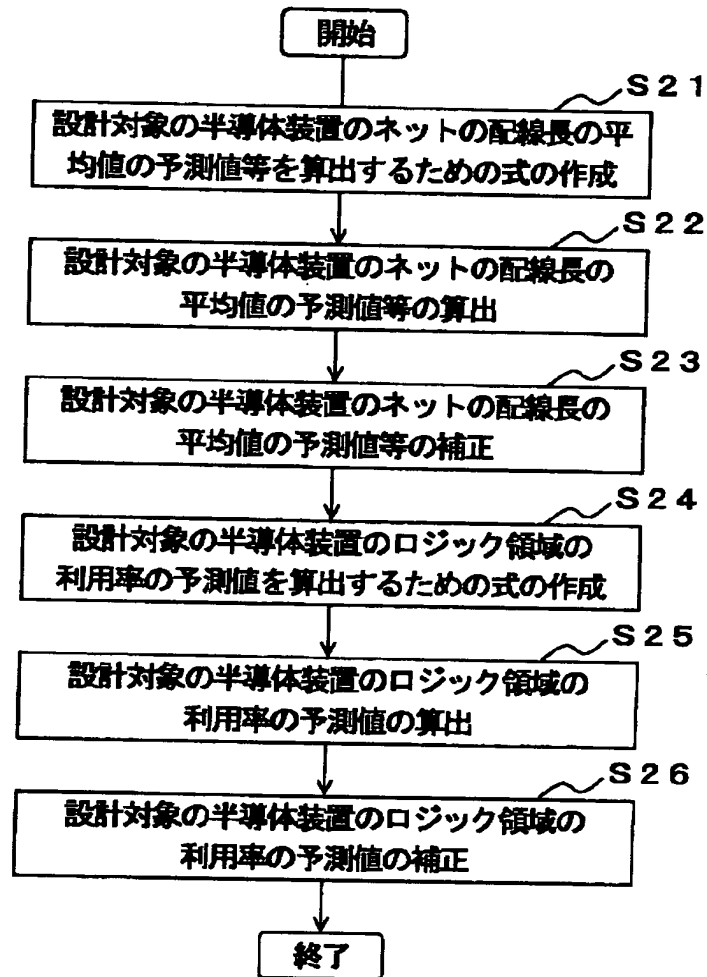 開始
S21
設計対象の半導体装置のネットの配線長の平
均値の予測値等を算出するための式の作成
S22
設計対象の半導体装置のネットの配線長の
平均値の予測値等の算出
S23
設計対象の半導体装置のネットの配線長の
平均値の予測値等の補正
S24
設計対象の半導体装置のロジック領域の
利用率の予測値を算出するための式の作成
S25
設計対象の半導体装置のロジック領域の
利用率の予測値の算出
S26
設計対象の半導体装置のロジック領域の
利用率の予測値の補正
終了